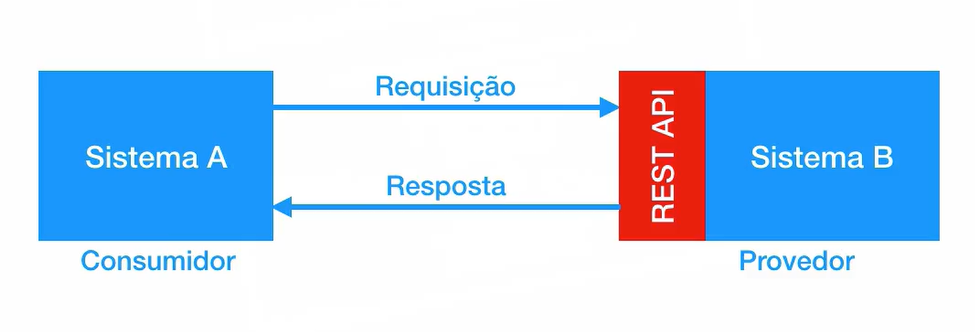 Requisição
Sistema A
REST API
Sistema B
Resposta
Consumidor
Provedor